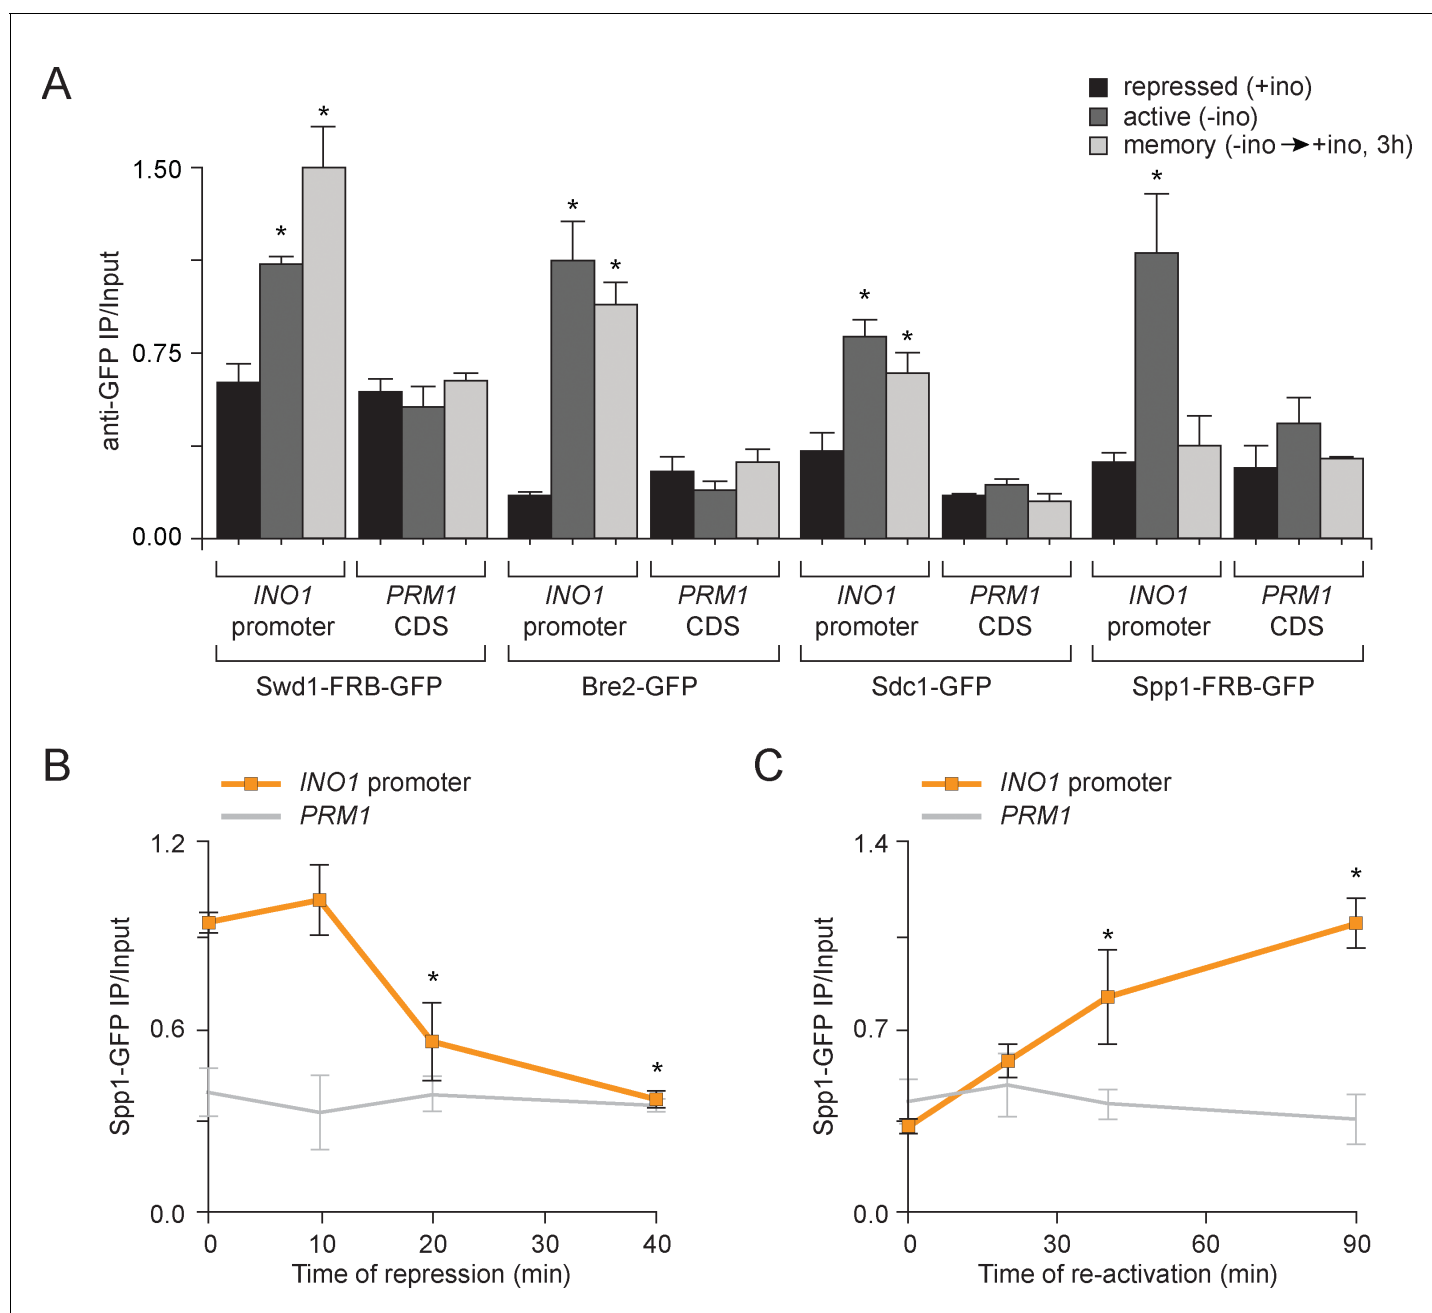 A
repressed (+ino)
active (-ino)
memory (-ino→+ino, 3h)
anti-GFP IP/Input
1.50
0.75
0.00
* * * * * * *
INO1 promoter
PRM1 CDS
INO1 promoter
PRM1 CDS
INO1 promoter
PRM1 CDS
INO1 promoter
PRM1 CDS
Swd1-FRB-GFP
Bre2-GFP
Sdc1-GFP
Spp1-FRB-GFP
B
INO1 promoter
PRM1
Spp1-GFP IP/Input
1.2
0.6
0.0
* *
0 10 20 30 40
Time of repression (min)
C
INO1 promoter
PRM1
Spp1-GFP IP/Input
1.4
0.7
0.0
* *
0 30 60 90
Time of re-activation (min)